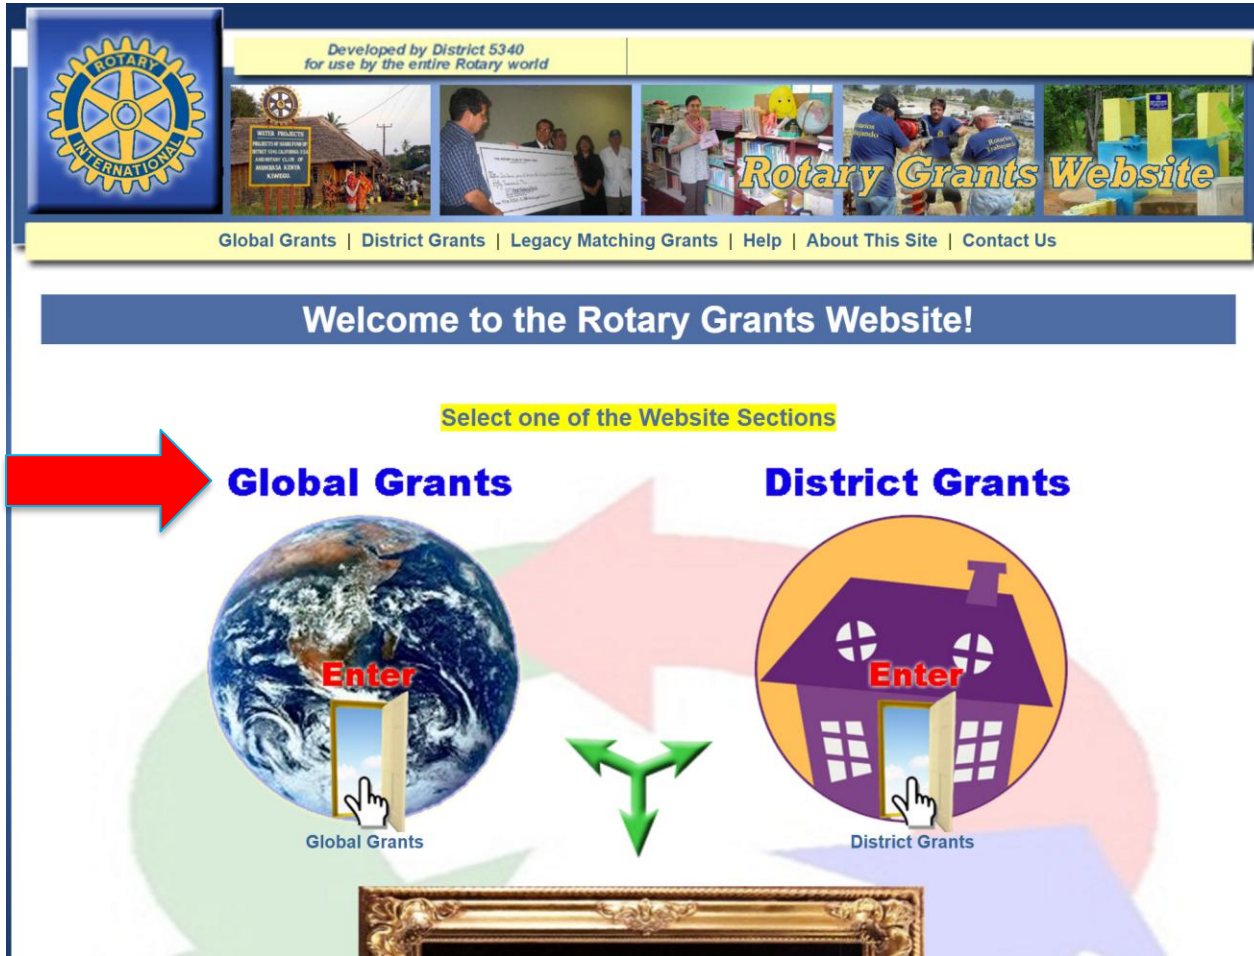 ROTARY
INTERNATIONAL
Developed by District 5340
for use by the entire Rotary world
WATER PROJECTS
Rotary Grants Website
Global Grants | District Grants | Legacy Matching Grants | Help | About This Site | Contact Us
Welcome to the Rotary Grants Website!
Select one of the Website Sections
Global Grants
District Grants
Enter
Enter
Global Grants
District Grants